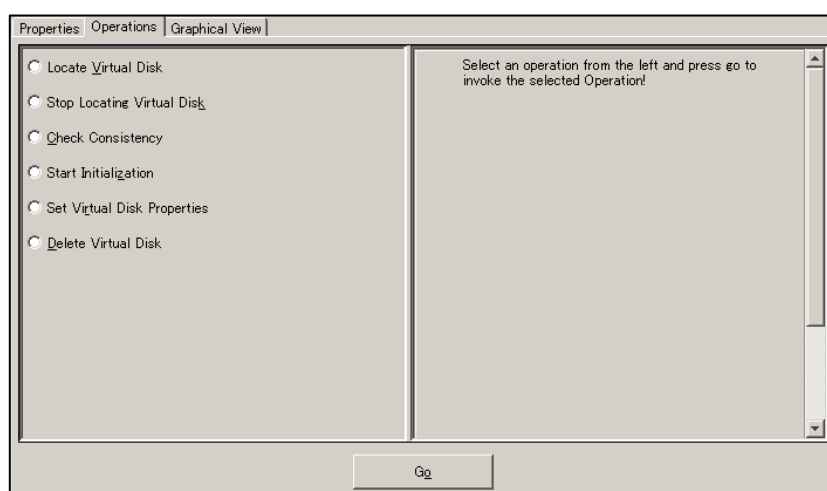 Properties Operations Graphical View
Locate Virtual Disk
Stop Locating Virtual Disk
Check Consistency
Start Initialization
Set Virtual Disk Properties
Delete Virtual Disk
Select an operation from the left and press go to
invoke the selected Operation!
Go